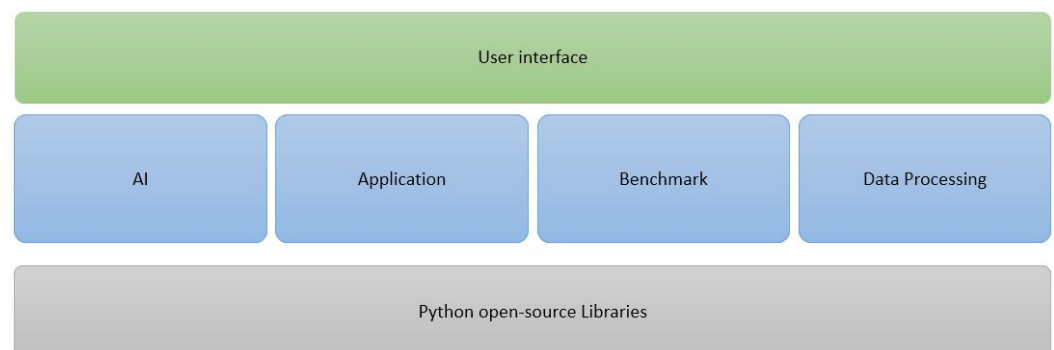 User interface
AI
Application
Benchmark
Data Processing
Python open-source Libraries